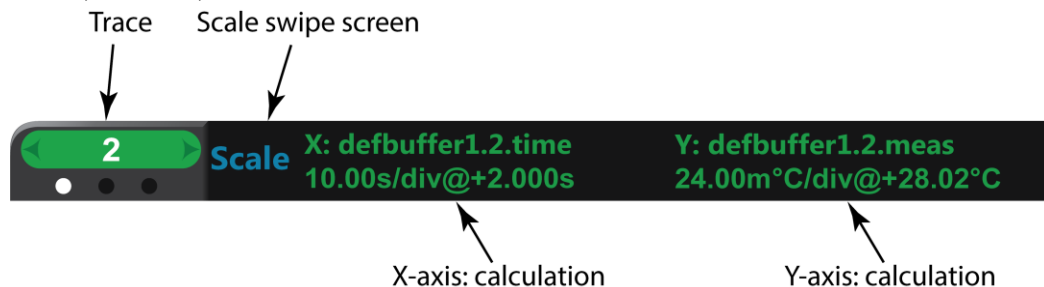 Trace Scale swipe screen
2
Scale
X: defbuffer1.2.time Y: defbuffer1.2.meas
10.00s/div@+2.000s 24.00m°C/div@+28.02°C
X-axis: calculation Y-axis: calculation